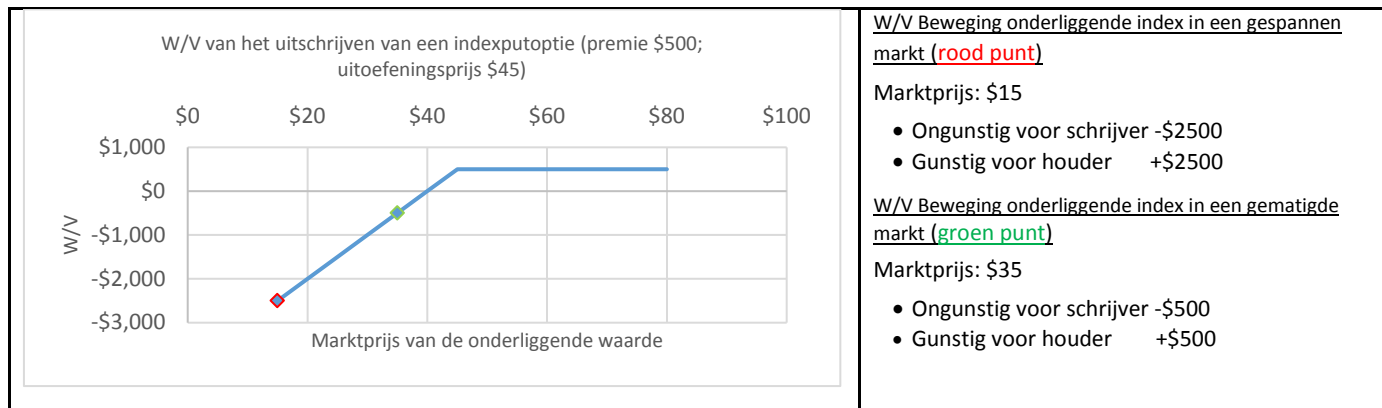 W/V van het uitschrijven van een indexputoptie (premie $500;
uitoefeningsprijs $45)
$0 $20 $40 $60 $80 $100
$1,000
$0
-$1,000
-$2,000
-$3,000
W/V
Marktprijs van de onderliggende waarde
W/V Beweging onderliggende index in een gespannen
markt (rood punt)
Marktprijs: $15
• Ongunstig voor schrijver -$2500
• Gunstig voor houder +$2500
W/V Beweging onderliggende index in een gematigde
markt (groen punt)
Marktprijs: $35
• Ongunstig voor schrijver -$500
• Gunstig voor houder +$500